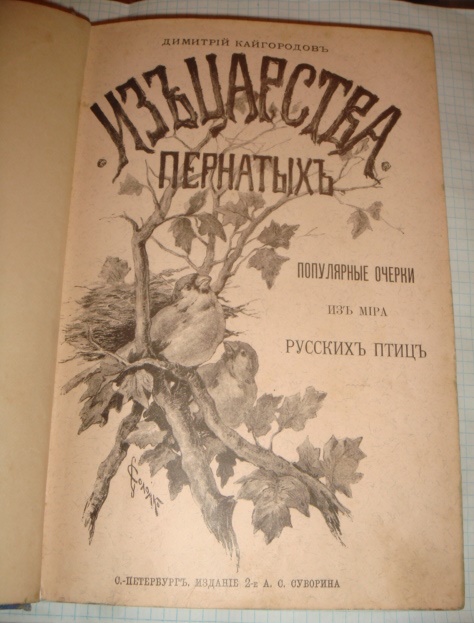 ДИМИТРІЙ КАЙГОРОДОВЪ
ИЗЪ ЦАРСТВА
ПЕРНАТЫХЪ
ПОПУЛЯРНЫЕ ОЧЕРКИ
ИЗЪ МІРА
РУССКИХЪ ПТИЦЪ
С.-ПЕТЕРБУРГЪ. ИЗДАНІЕ 2-е А. С. СУВОРИНА